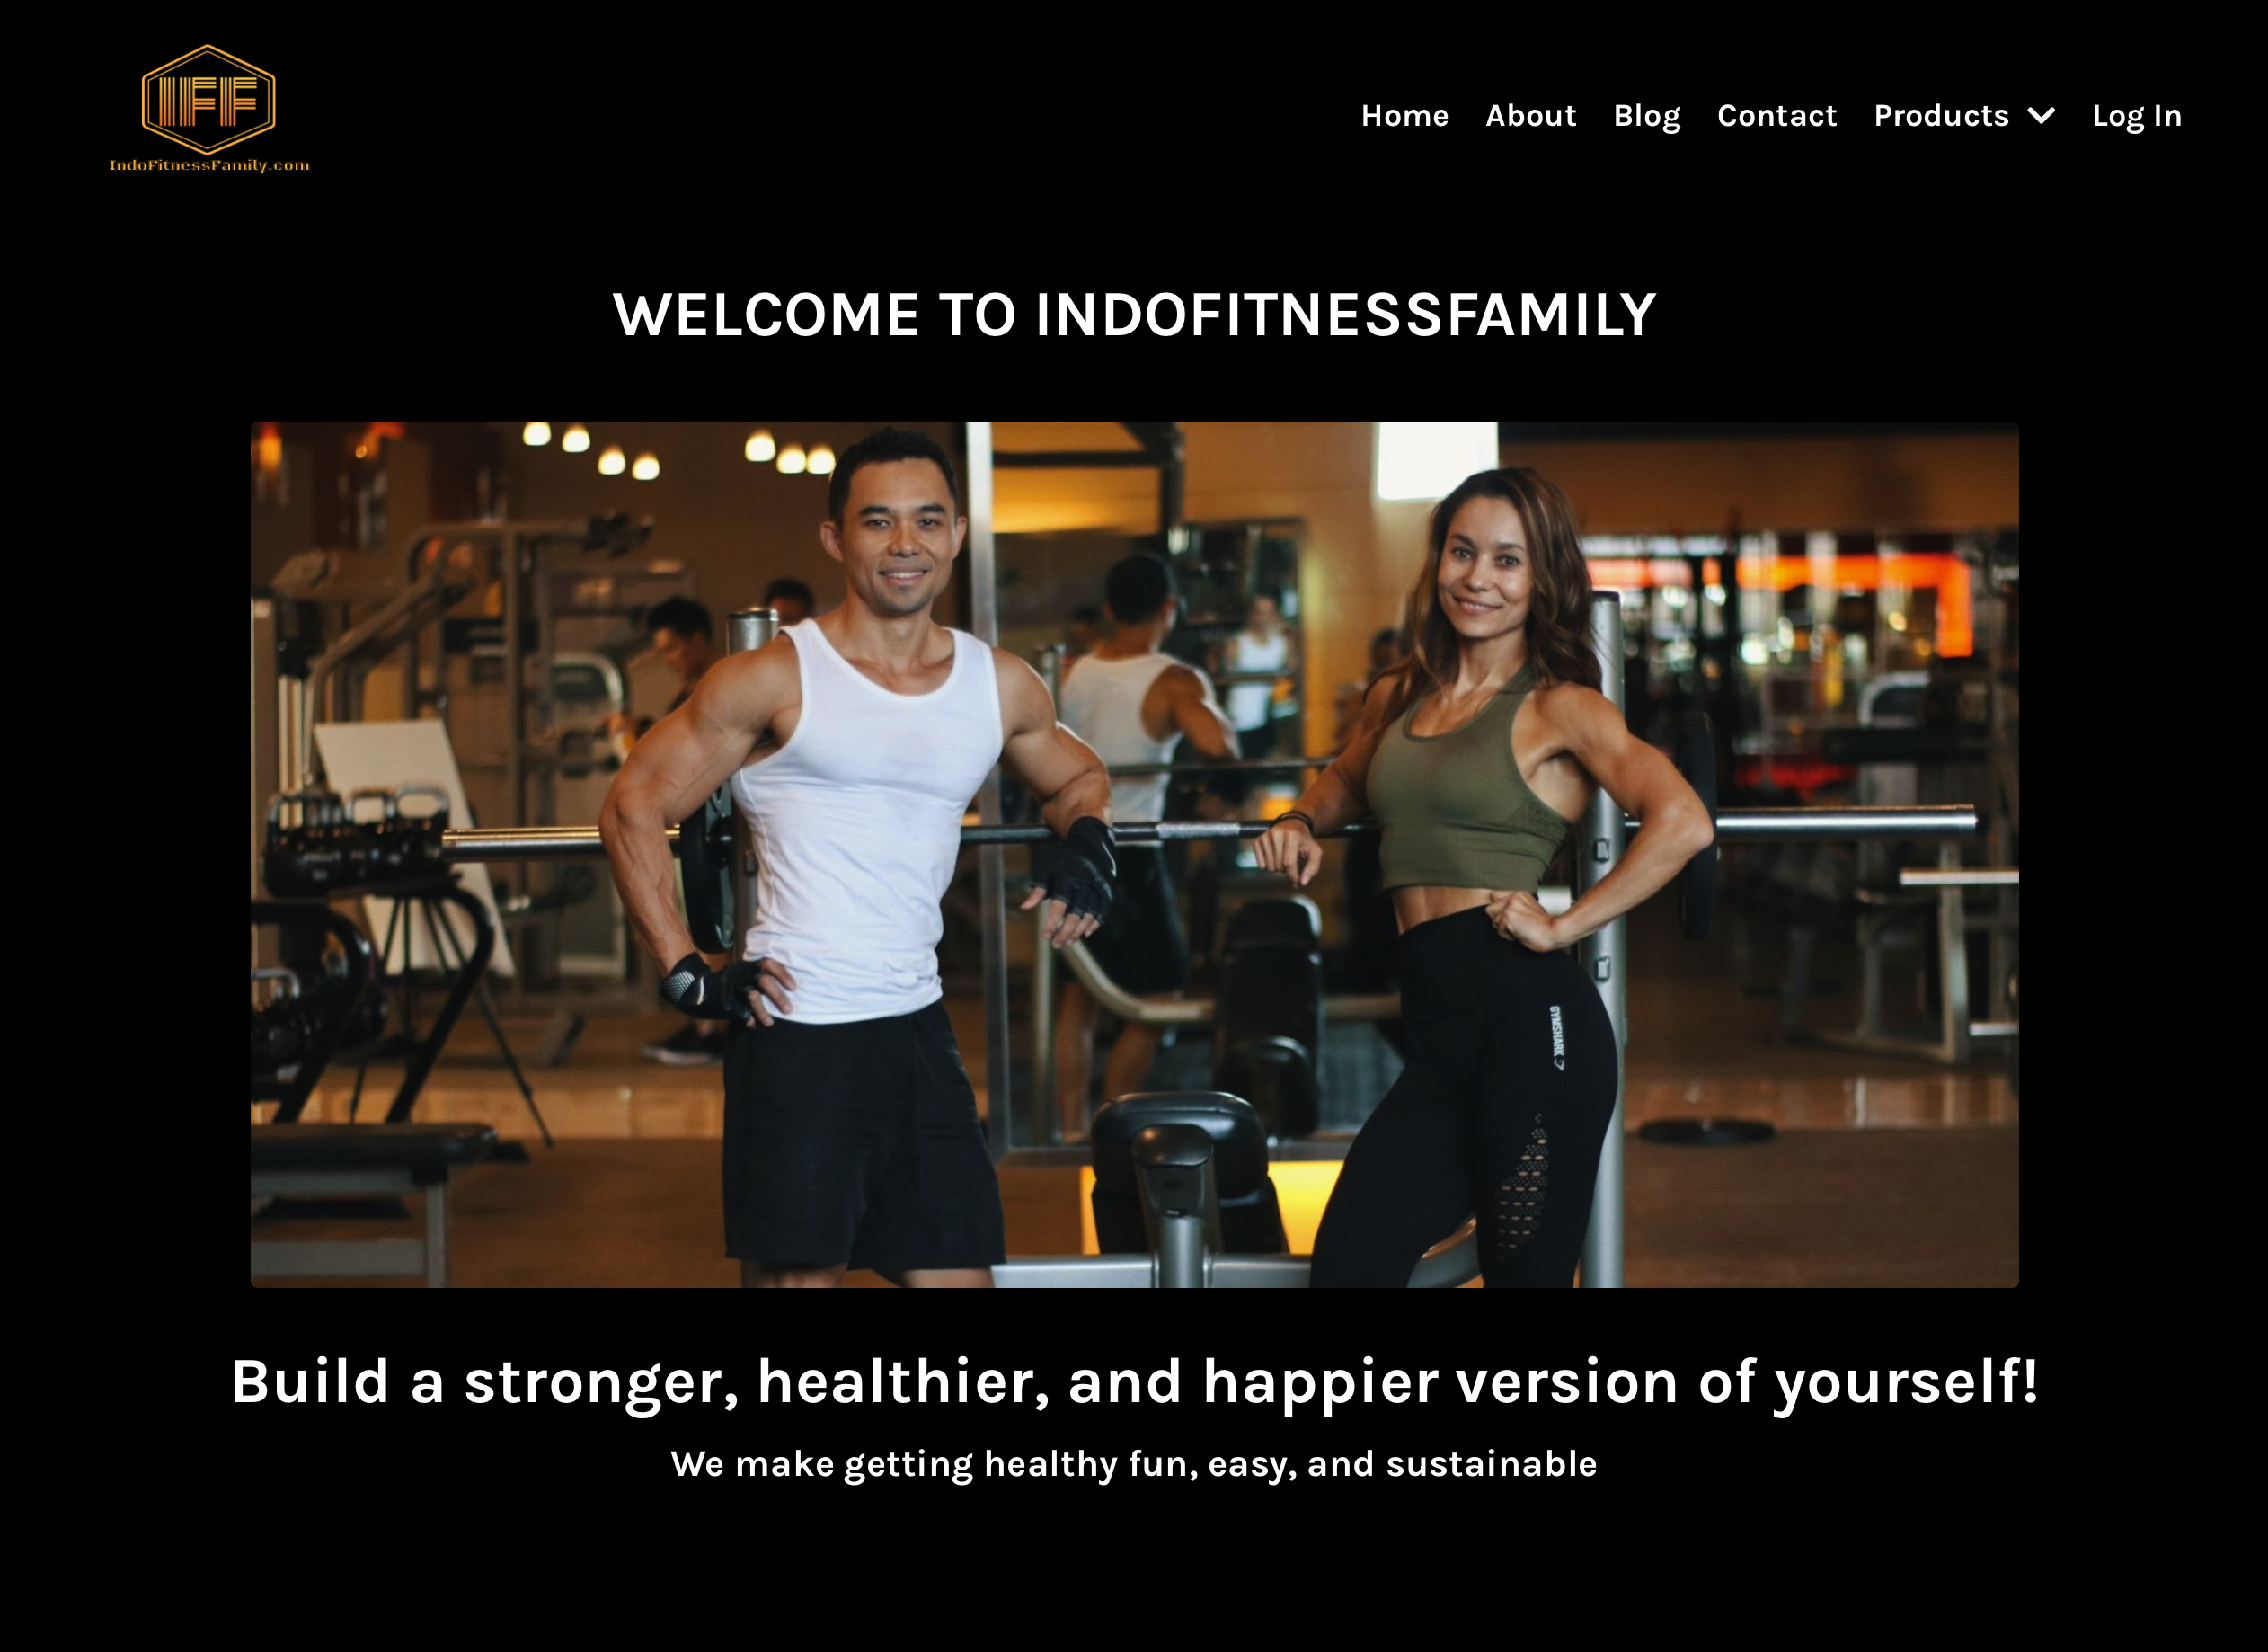 IFF
IndoFitnessFamily.com
Home About Blog Contact Products Log In
WELCOME TO INDOFITNESSFAMILY
GYMSHARK
Build a stronger, healthier, and happier version of yourself!
We make getting healthy fun, easy, and sustainable